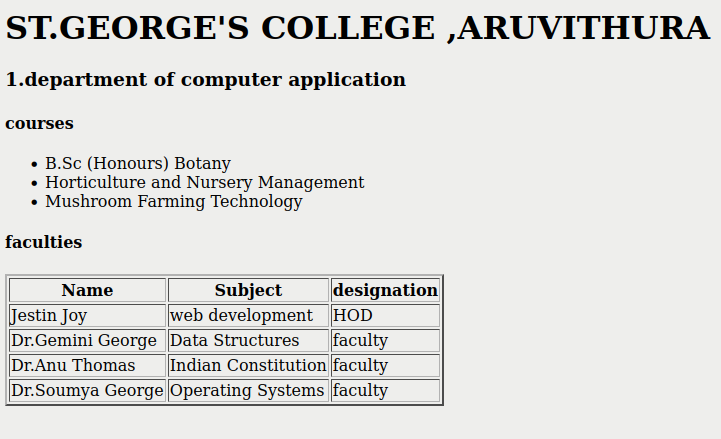 ST.GEORGE'S COLLEGE ,ARUVITHURA
1.department of computer application
courses
B.Sc (Honours) Botany
Horticulture and Nursery Management
Mushroom Farming Technology
faculties
Name Subject designation
Jestin Joy web development HOD
Dr.Gemini George Data Structures faculty
Dr.Anu Thomas Indian Constitution faculty
Dr.Soumya George Operating Systems faculty